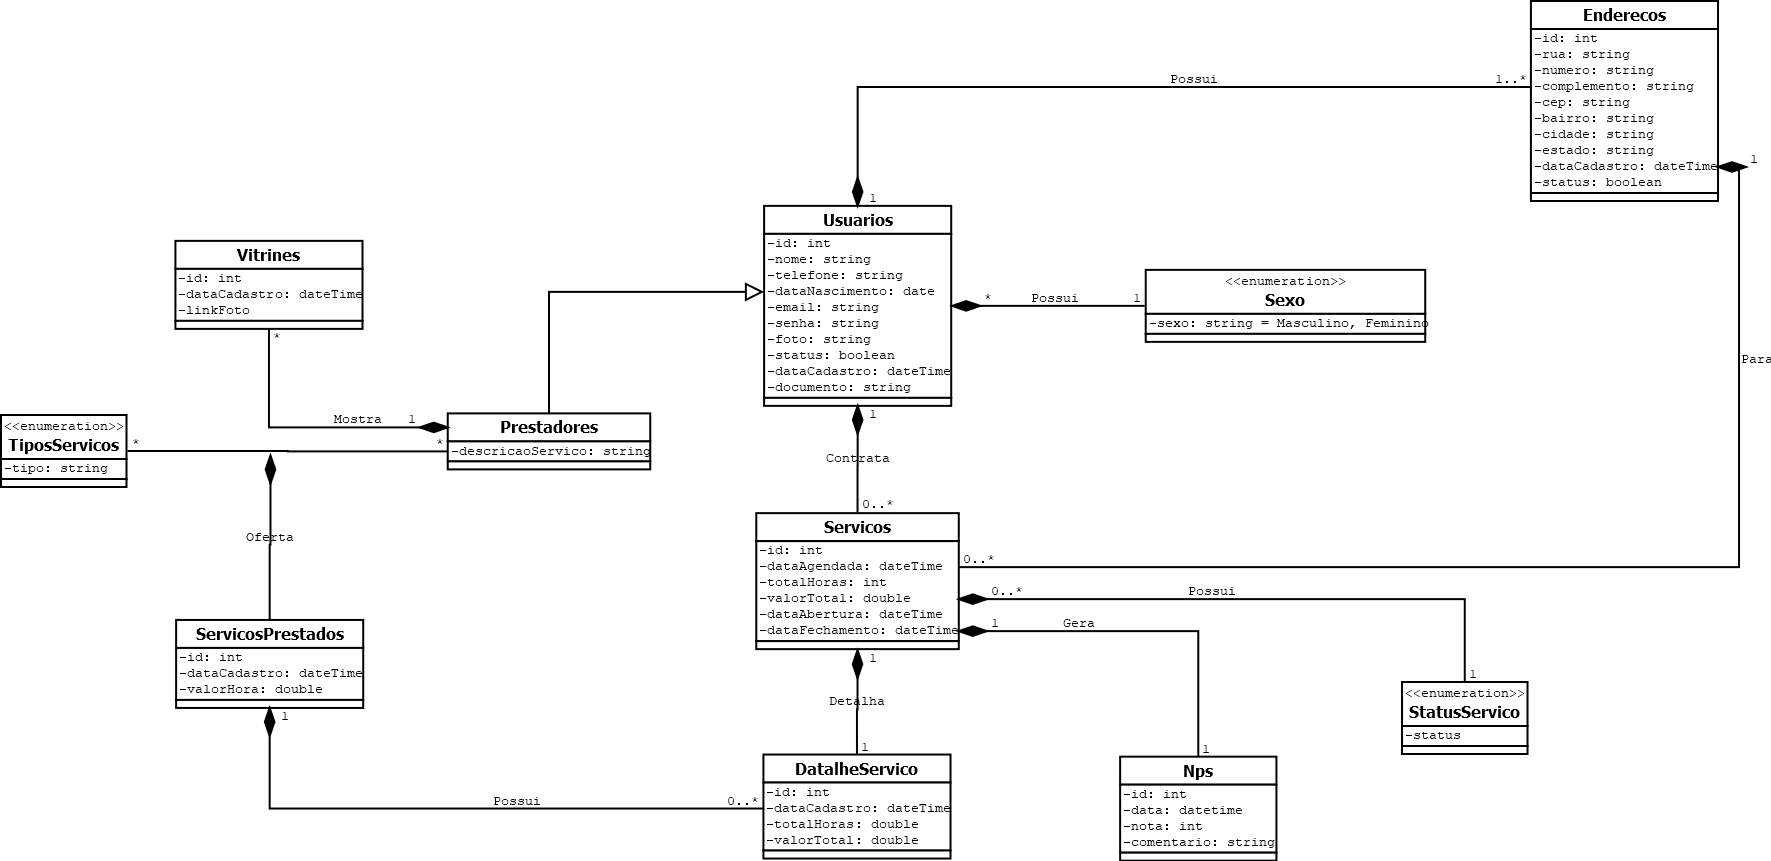 Enderecos
-id: int
-rua: string
-numero: string
-complemento: string
-cep: string
-bairro: string
-cidade: string
-estado: string
-dataCadastro: dateTime
-status: boolean
Possui
1..*
1
1
Usuarios
-id: int
-nome: string
-telefone: string
-dataNascimento: date
-email: string
-senha: string
-foto: string
-status: boolean
-dataCadastro: dateTime
-documento: string
*
Possui
1
<<enumeration>>
Sexo
-sexo: string = Masculino, Feminino
Para
Vitrines
-id: int
-dataCadastro: dateTime
-linkFoto
*
Mostra
1
Prestadores
-descricaoServico: string
<<enumeration>>
TiposServicos
-tipo: string
*
*
Oferta
1
Contrata
0..*
Servicos
-id: int
-dataAgendada: dateTime
-totalHoras: int
-valorTotal: double
-dataAbertura: dateTime
-dataFechamento: dateTime
0..*
0..*
Possui
1
Gera
1
<<enumeration>>
StatusServico
-status
ServicosPrestados
-id: int
-dataCadastro: dateTime
-valorHora: double
1
Possui
0..*
1
Detalha
1
DatalheServico
-id: int
-dataCadastro: dateTime
-totalHoras: double
-valorTotal: double
1
Nps
-id: int
-data: datetime
-nota: int
-comentario: string